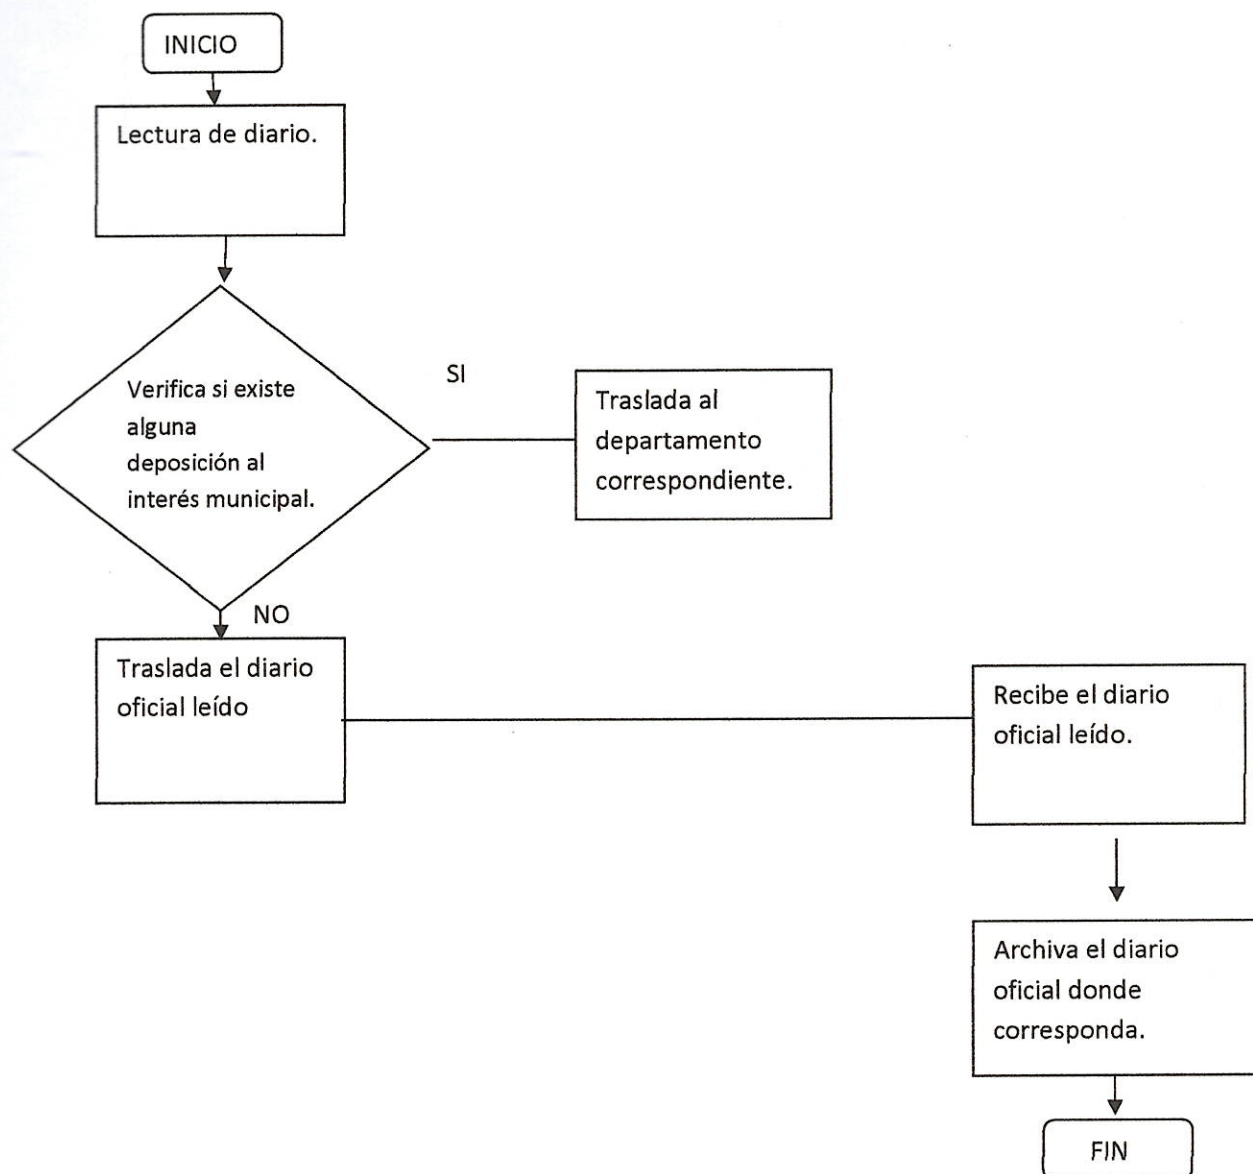 INICIO
Lectura de diario.
Verifica si existe
alguna
deposición al
interés municipal.
SI
Traslada al
departamento
correspondiente.
NO
Traslada el diario
oficial leído
Recibe el diario
oficial leído.
Archiva el diario
oficial donde
corresponda.
FIN